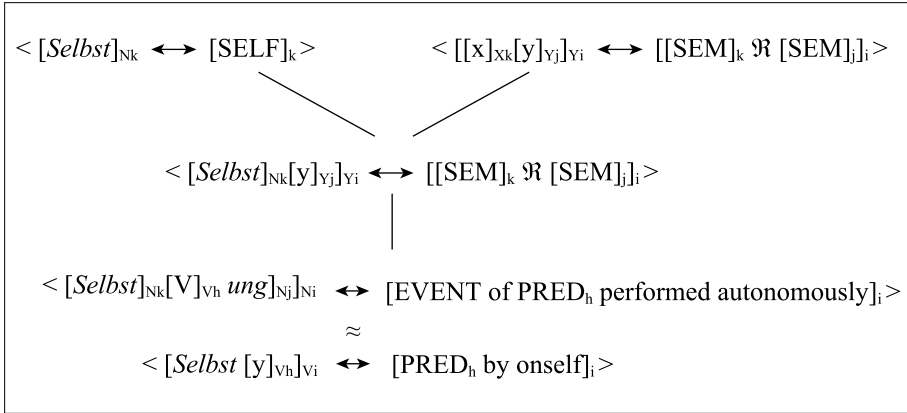 < [Selbst]Nk ↔ [SELF]k > < [[x]Xk[y]Yj]Yi ↔ [[SEM]k ℜ [SEM]j]i >
< [Selbst]Nk[y]Yj]Yi ↔ [[SEM]k ℜ [SEM]j]i >
< [Selbst]Nk[V]Vh ung]Nj]Ni ↔ [EVENT of PREDh performed autonomously]i >
≈
< [Selbst [y]Vh]Vi ↔ [PREDh by onself]i >